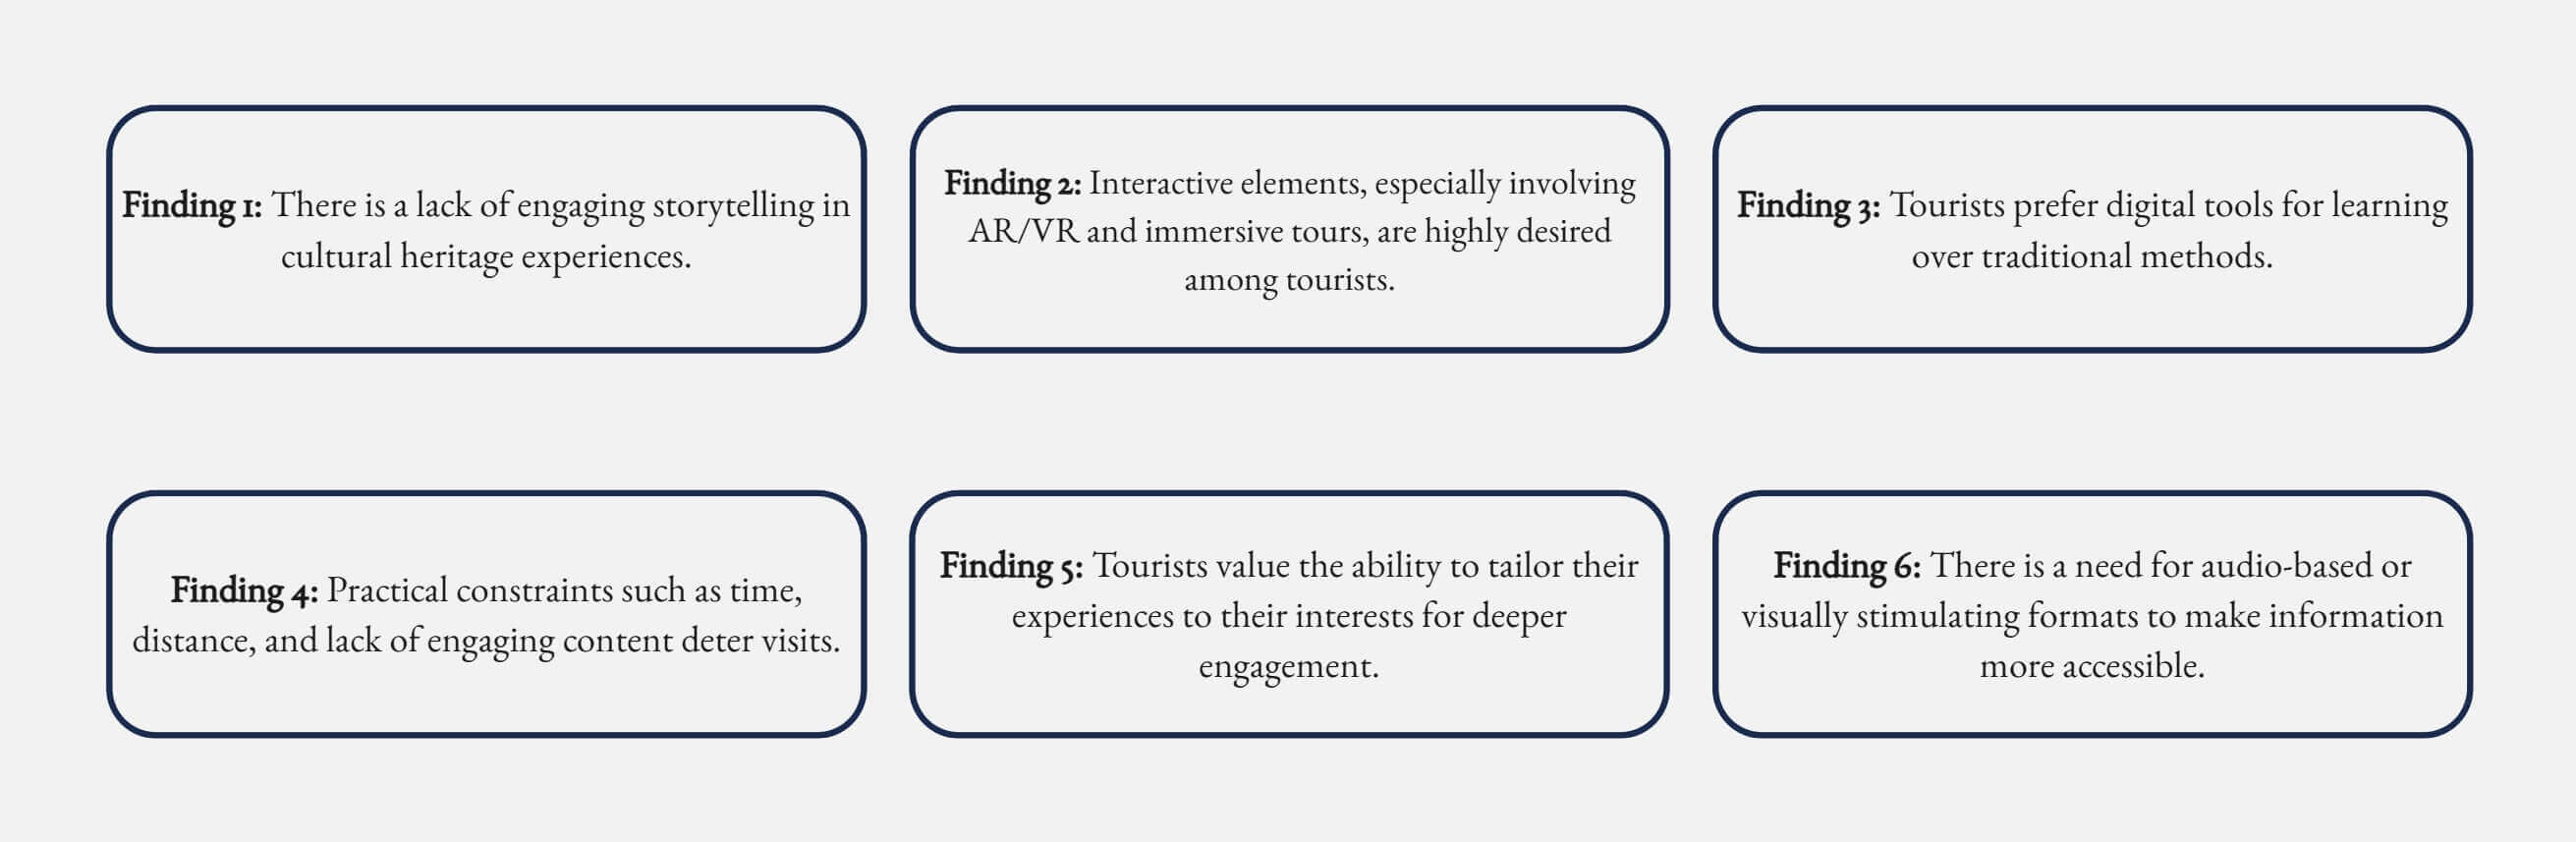 Finding 1: There is a lack of engaging storytelling in
cultural heritage experiences.
Finding 2: Interactive elements, especially involving
AR/VR and immersive tours, are highly desired
among tourists.
Finding 3: Tourists prefer digital tools for learning
over traditional methods.
Finding 4: Practical constraints such as time,
distance, and lack of engaging content deter visits.
Finding 5: Tourists value the ability to tailor their
experiences to their interests for deeper
engagement.
Finding 6: There is a need for audio-based or
visually stimulating formats to make information
more accessible.